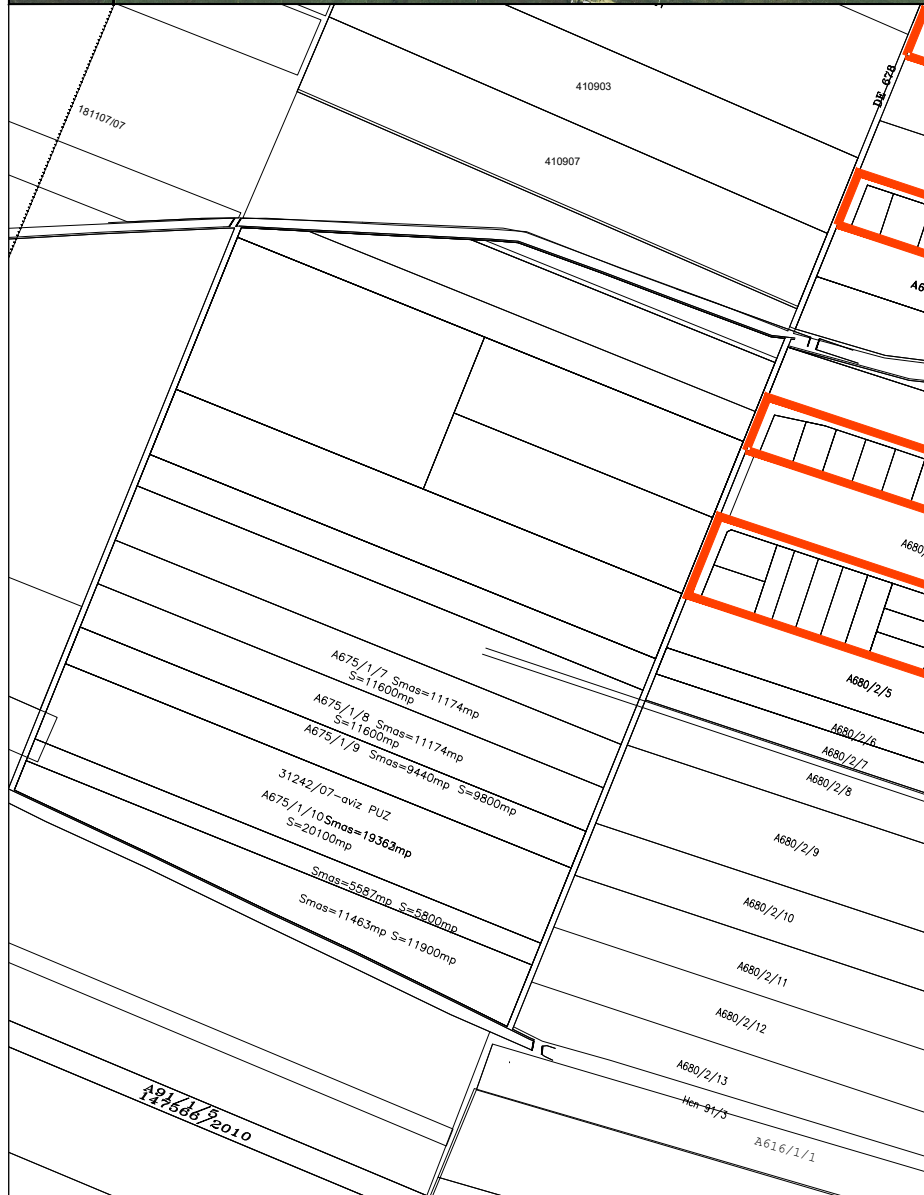 410903
DE 678
181107/07
410907
A6
A680/
A675/1/7 Smas=11174mp
S=11600mp
A680/2/5
A675/1/8 Smas=11174mp
S=11600mp
A675/1/9 Smas=9440mp S=9800mp
A680/2/6
A680/2/7
A680/2/8
31242/07-aviz PUZ
A675/1/10 Smas=19363mp
S=20100mp
A680/2/9
Smas=5587mp S=5800mp
Smas=11463mp S=11900mp
A680/2/10
A680/2/11
A680/2/12
A680/2/13
Hcn 91/3
A91/1/5
147566/2010
A616/1/1